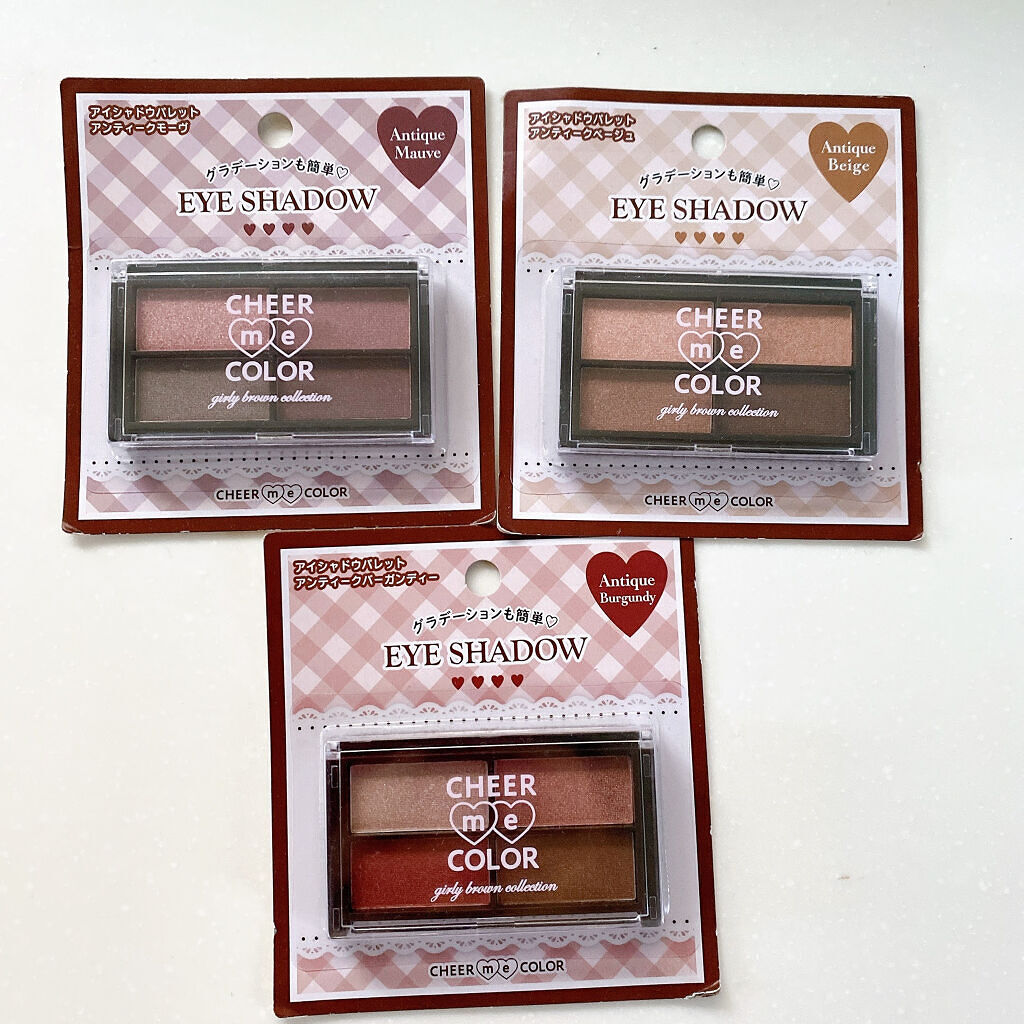 アイシャドウパレット
アンティークモーヴ
Antique
Mauve
グラデーションも簡単♡
EYE SHADOW
CHEER
me
COLOR
girly brown collection
CHEER me COLOR
アイシャドウパレット
アンティークベージュ
Antique
Beige
グラデーションも簡単♡
EYE SHADOW
CHEER
me
COLOR
girly brown collection
CHEER me COLOR
アイシャドウパレット
アンティークバーガンディー
Antique
Burgundy
グラデーションも簡単♡
EYE SHADOW
CHEER
me
COLOR
girly brown collection
CHEER me COLOR